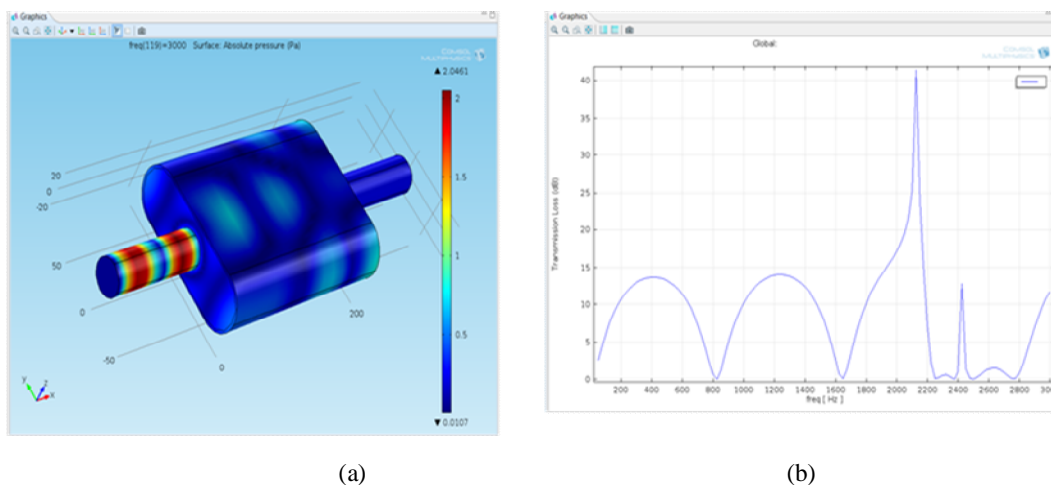 Graphics
freq(119)=3000 Surface: Absolute pressure (Pa)
COMSOL
MULTIPHYSICS
▲ 2.0461
2
1.5
1
0.5
▼ 0.0107
20
0
-20
50
0
-50
0
200
y
z
x
(a)
Graphics
Global:
COMSOL
MULTIPHYSICS
Transmission Loss (dB)
40
35
30
25
20
15
10
5
0
200 400 600 800 1000 1200 1400 1600 1800 2000 2200 2400 2600 2800
freq [ Hz ]
(b)